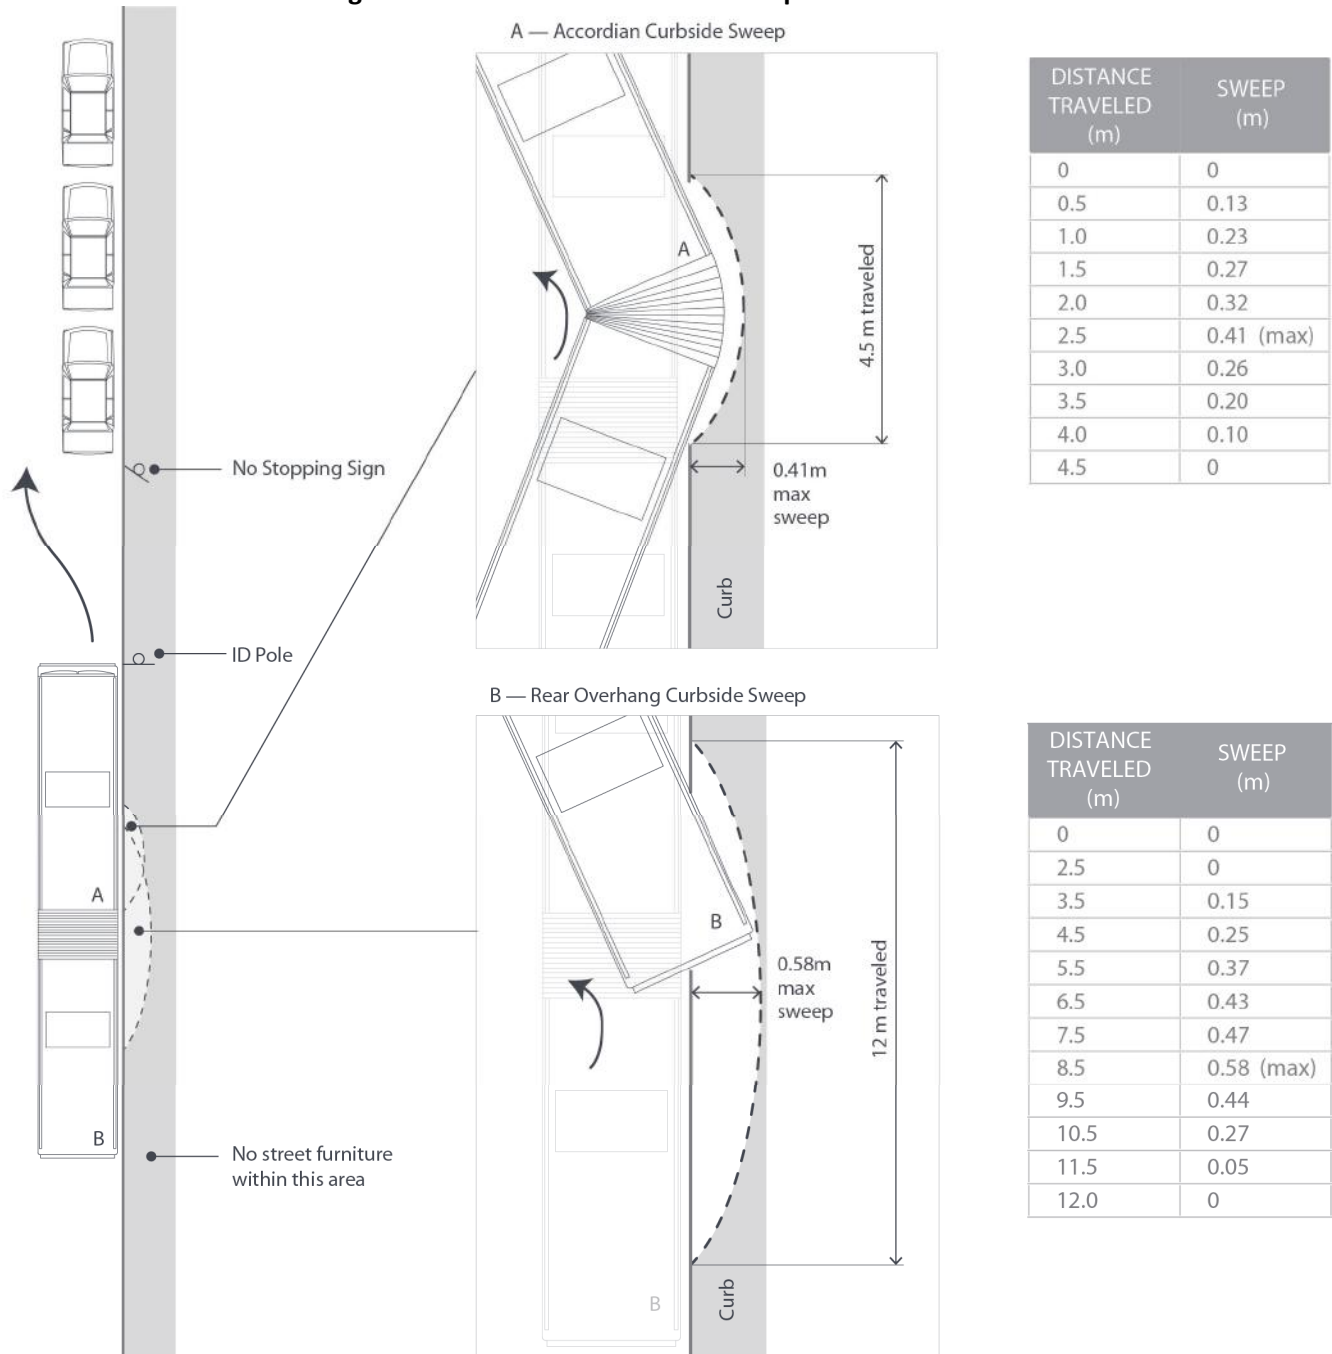 A — Accordian Curbside Sweep
DISTANCE TRAVELED (m) SWEEP (m)
0 0
0.5 0.13
1.0 0.23
1.5 0.27
2.0 0.32
2.5 0.41 (max)
3.0 0.26
3.5 0.20
4.0 0.10
4.5 0
A
4.5 m traveled
0.41m
max
sweep
Curb
No Stopping Sign
ID Pole
A
B
No street furniture
within this area
B — Rear Overhang Curbside Sweep
B
0.58m
max
sweep
12 m traveled
B
Curb
DISTANCE TRAVELED (m) SWEEP (m)
0 0
2.5 0
3.5 0.15
4.5 0.25
5.5 0.37
6.5 0.43
7.5 0.47
8.5 0.58 (max)
9.5 0.44
10.5 0.27
11.5 0.05
12.0 0